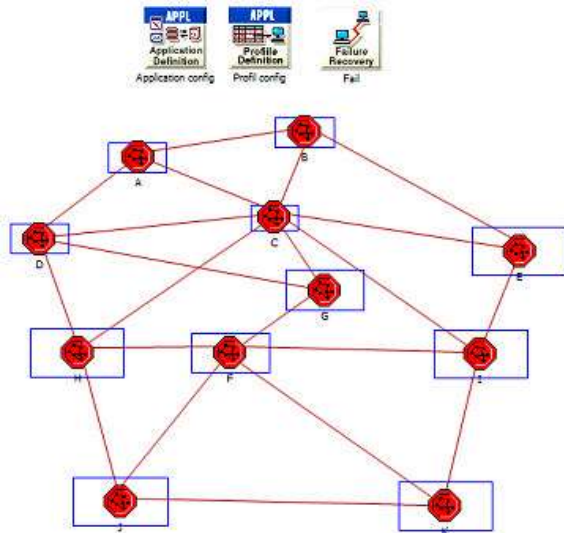 APPL APPL
Application Definition Profile Definition Failure Recovery
Application config Profil config Fail
B
A
C
D
E
G
H
F
I
J